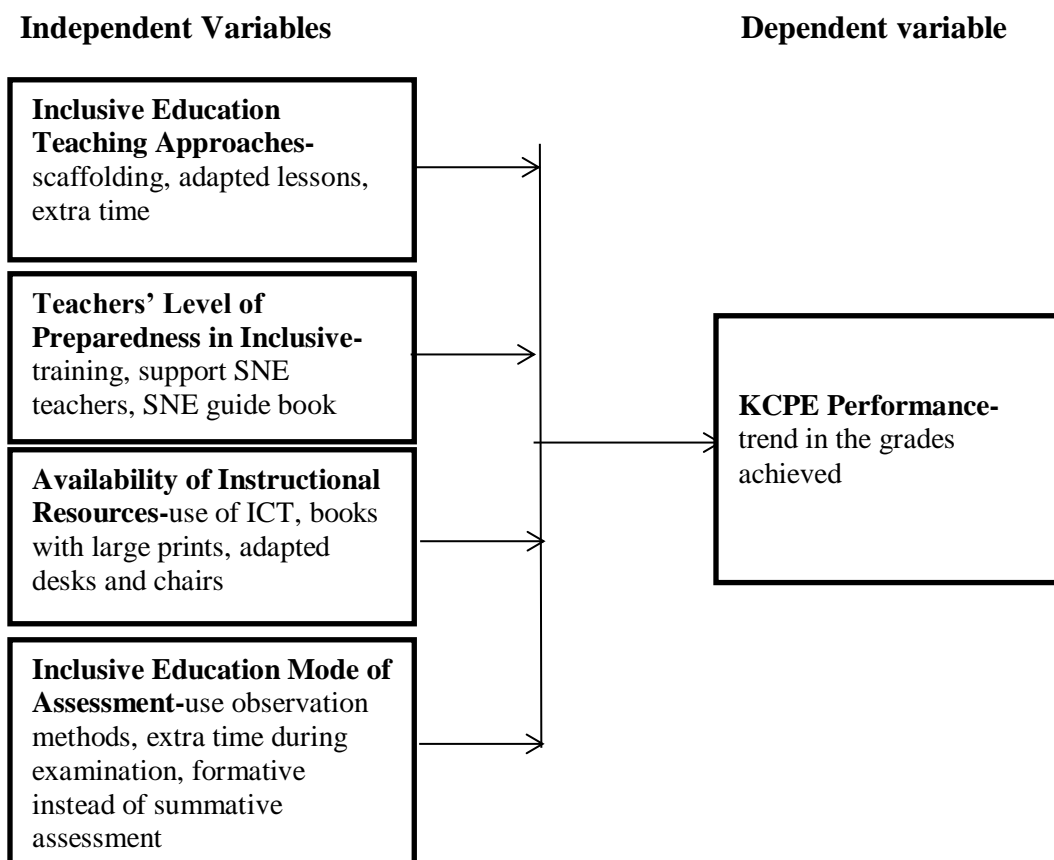 Independent Variables
Dependent variable
Inclusive Education
Teaching Approaches-
scaffolding, adapted lessons,
extra time
Teachers’ Level of
Preparedness in Inclusive-
training, support SNE
teachers, SNE guide book
Availability of Instructional
Resources-use of ICT, books
with large prints, adapted
desks and chairs
Inclusive Education Mode of
Assessment-use observation
methods, extra time during
examination, formative
instead of summative
assessment
KCPE Performance-
trend in the grades
achieved